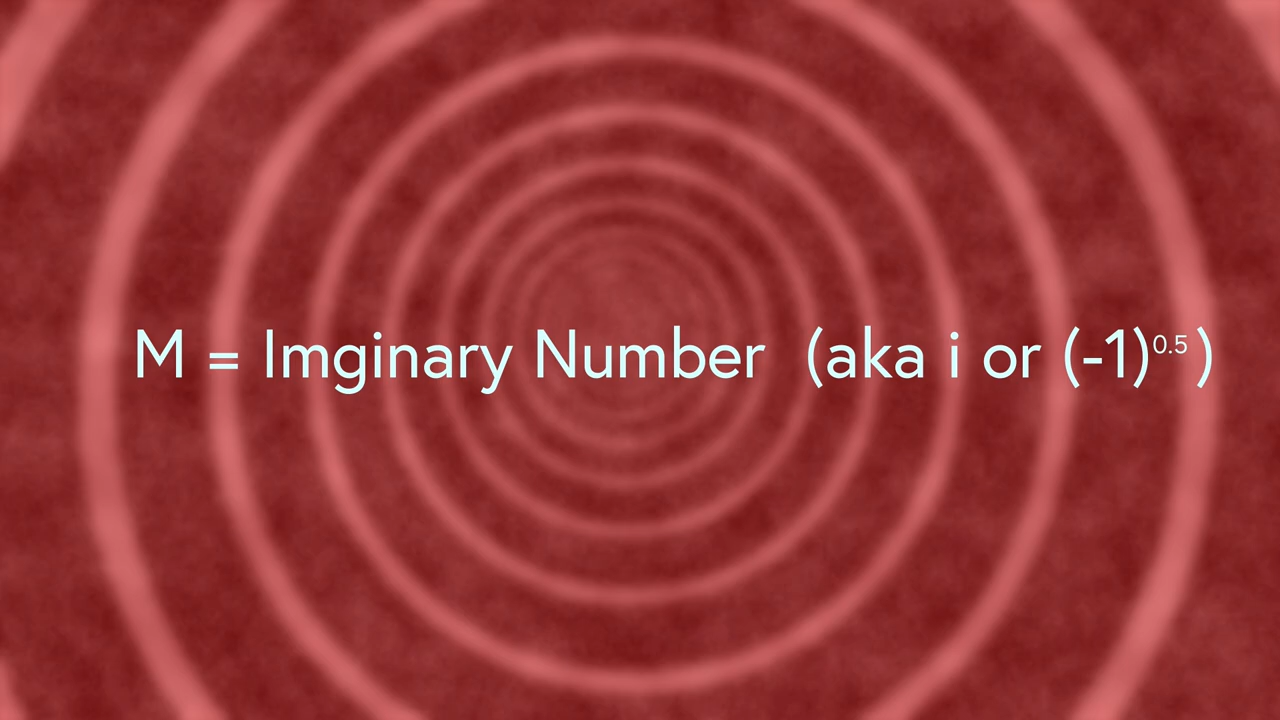 M = Imginary Number (aka i or (-1)^0.5)